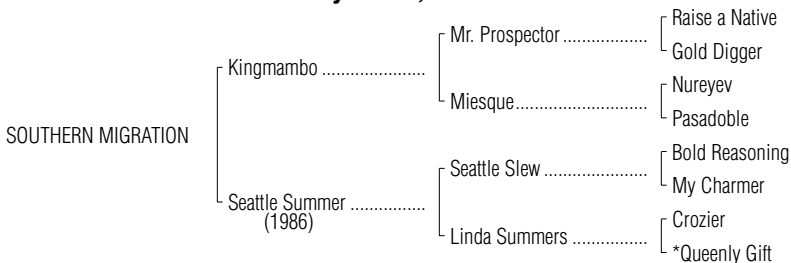 Raise a Native
Mr. Prospector ..................
Gold Digger
Kingmambo ......................
Nureyev
Miesque............................
Pasadoble
SOUTHERN MIGRATION
Bold Reasoning
Seattle Slew ......................
My Charmer
Seattle Summer ................
(1986)
Crozier
Linda Summers ................
*Queenly Gift